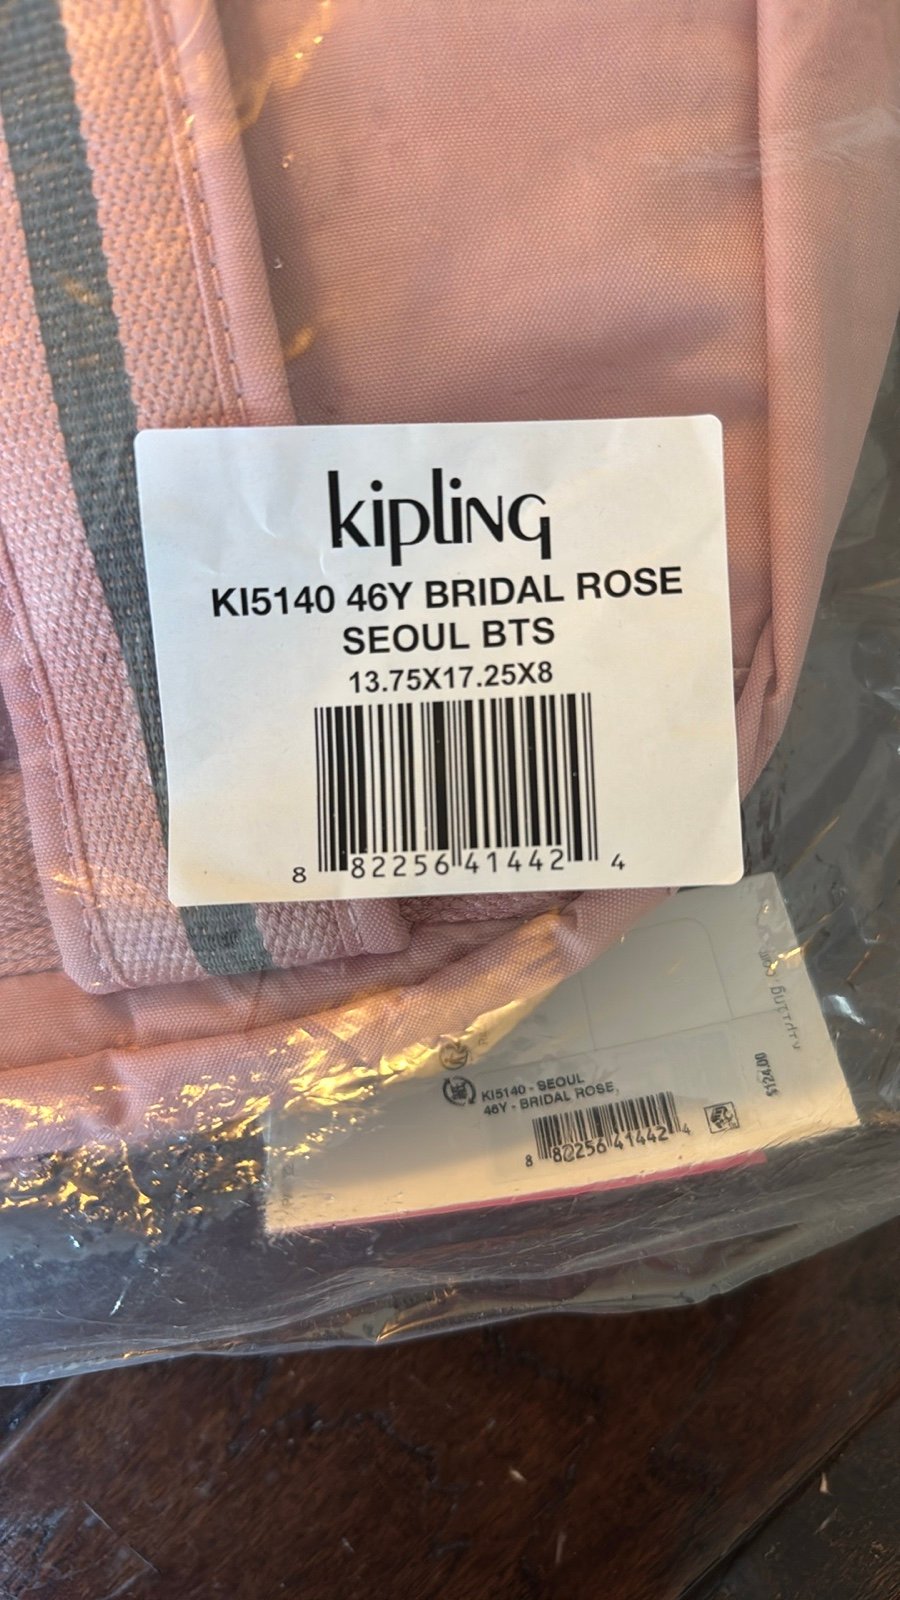 kipling
KI5140 46Y BRIDAL ROSE
SEOUL BTS
13.75X17.25X8
8 82256 41442 4
KI5140 - SEOUL
46Y - BRIDAL ROSE,
8 82256 41442 4
$124.00